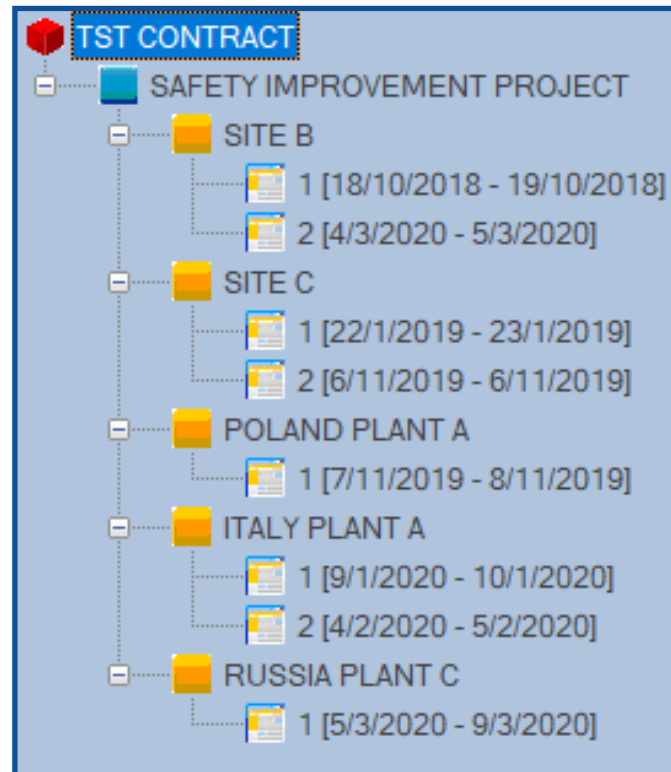 TST CONTRACT
SAFETY IMPROVEMENT PROJECT
SITE B
1 [18/10/2018 - 19/10/2018]
2 [4/3/2020 - 5/3/2020]
SITE C
1 [22/1/2019 - 23/1/2019]
2 [6/11/2019 - 6/11/2019]
POLAND PLANT A
1 [7/11/2019 - 8/11/2019]
ITALY PLANT A
1 [9/1/2020 - 10/1/2020]
2 [4/2/2020 - 5/2/2020]
RUSSIA PLANT C
1 [5/3/2020 - 9/3/2020]